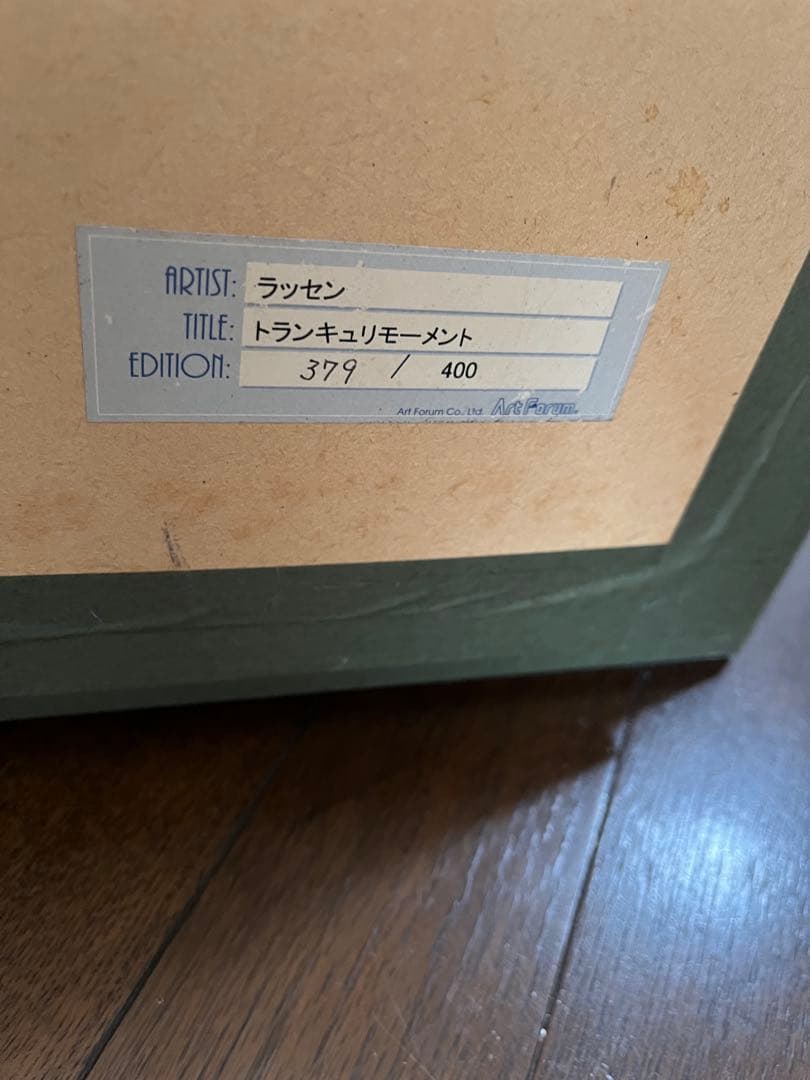 ARTIST: ラッセン
TITLE: トランキュリモーメント
EDITION: 379 / 400
Art Forum Co., Ltd. Art Forum.